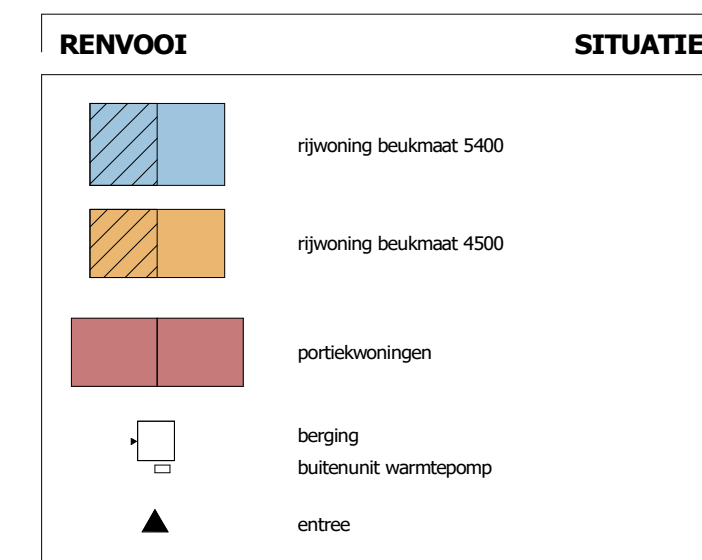 RENVOOI SITUATIE
rijwoning beukmaat 5400
rijwoning beukmaat 4500
portiekwoningen
berging
buitenunit warmtepomp
entree